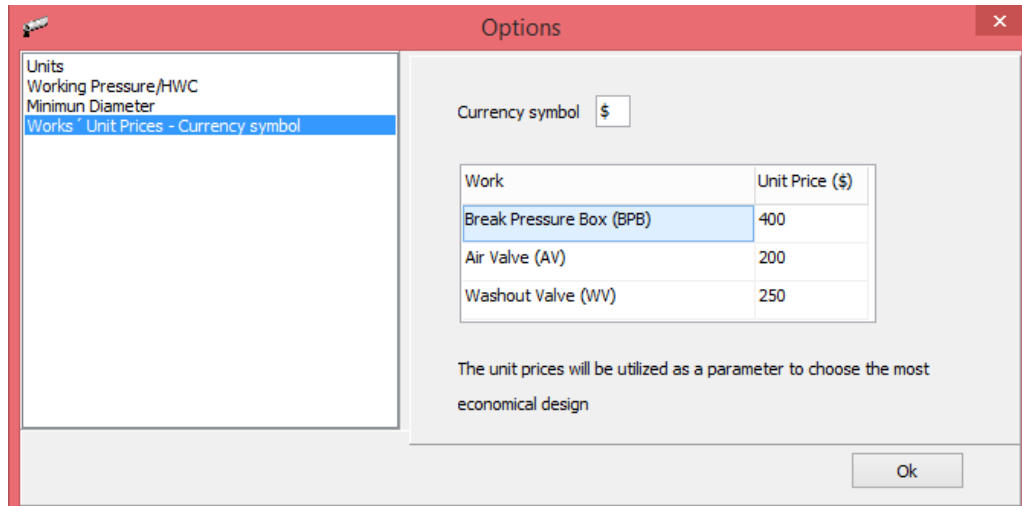 Options
Units
Working Pressure/HWC
Minimun Diameter
Works ´ Unit Prices - Currency symbol
Currency symbol $
Work Unit Price ($)
Break Pressure Box (BPB) 400
Air Valve (AV) 200
Washout Valve (WV) 250
The unit prices will be utilized as a parameter to choose the most
economical design
Ok